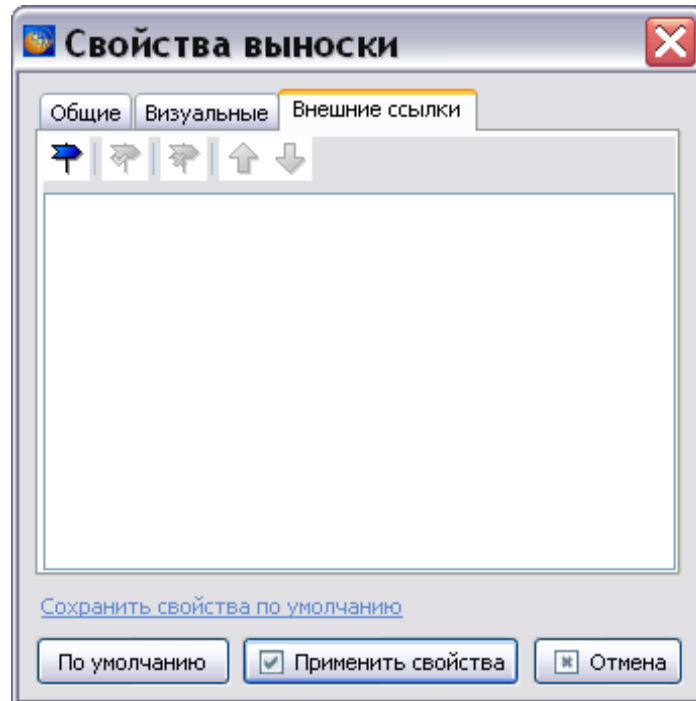 Свойства выноски
Общие Визуальные Внешние ссылки
Сохранить свойства по умолчанию
По умолчанию Применить свойства Отмена